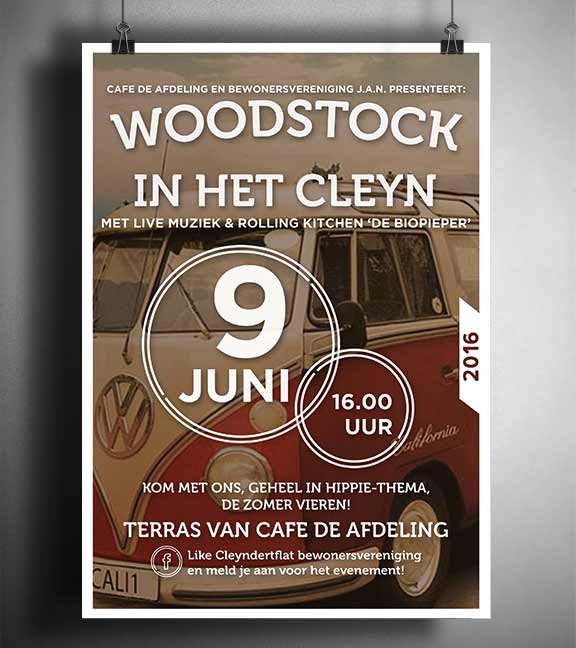 CAFE DE AFDELING EN BEWONERSVERENIGING J.A.N. PRESENTEERT:
WOODSTOCK
IN HET CLEYN
MET LIVE MUZIEK & ROLLING KITCHEN 'DE BIOPIEPER'
9
JUNI
16.00
UUR
2016
California
KOM MET ONS, GEHEEL IN HIPPIE-THEMA,
DE ZOMER VIEREN!
TERRAS VAN CAFE DE AFDELING
f Like Cleyndertflat bewonersvereniging
en meld je aan voor het evenement!
CALI1